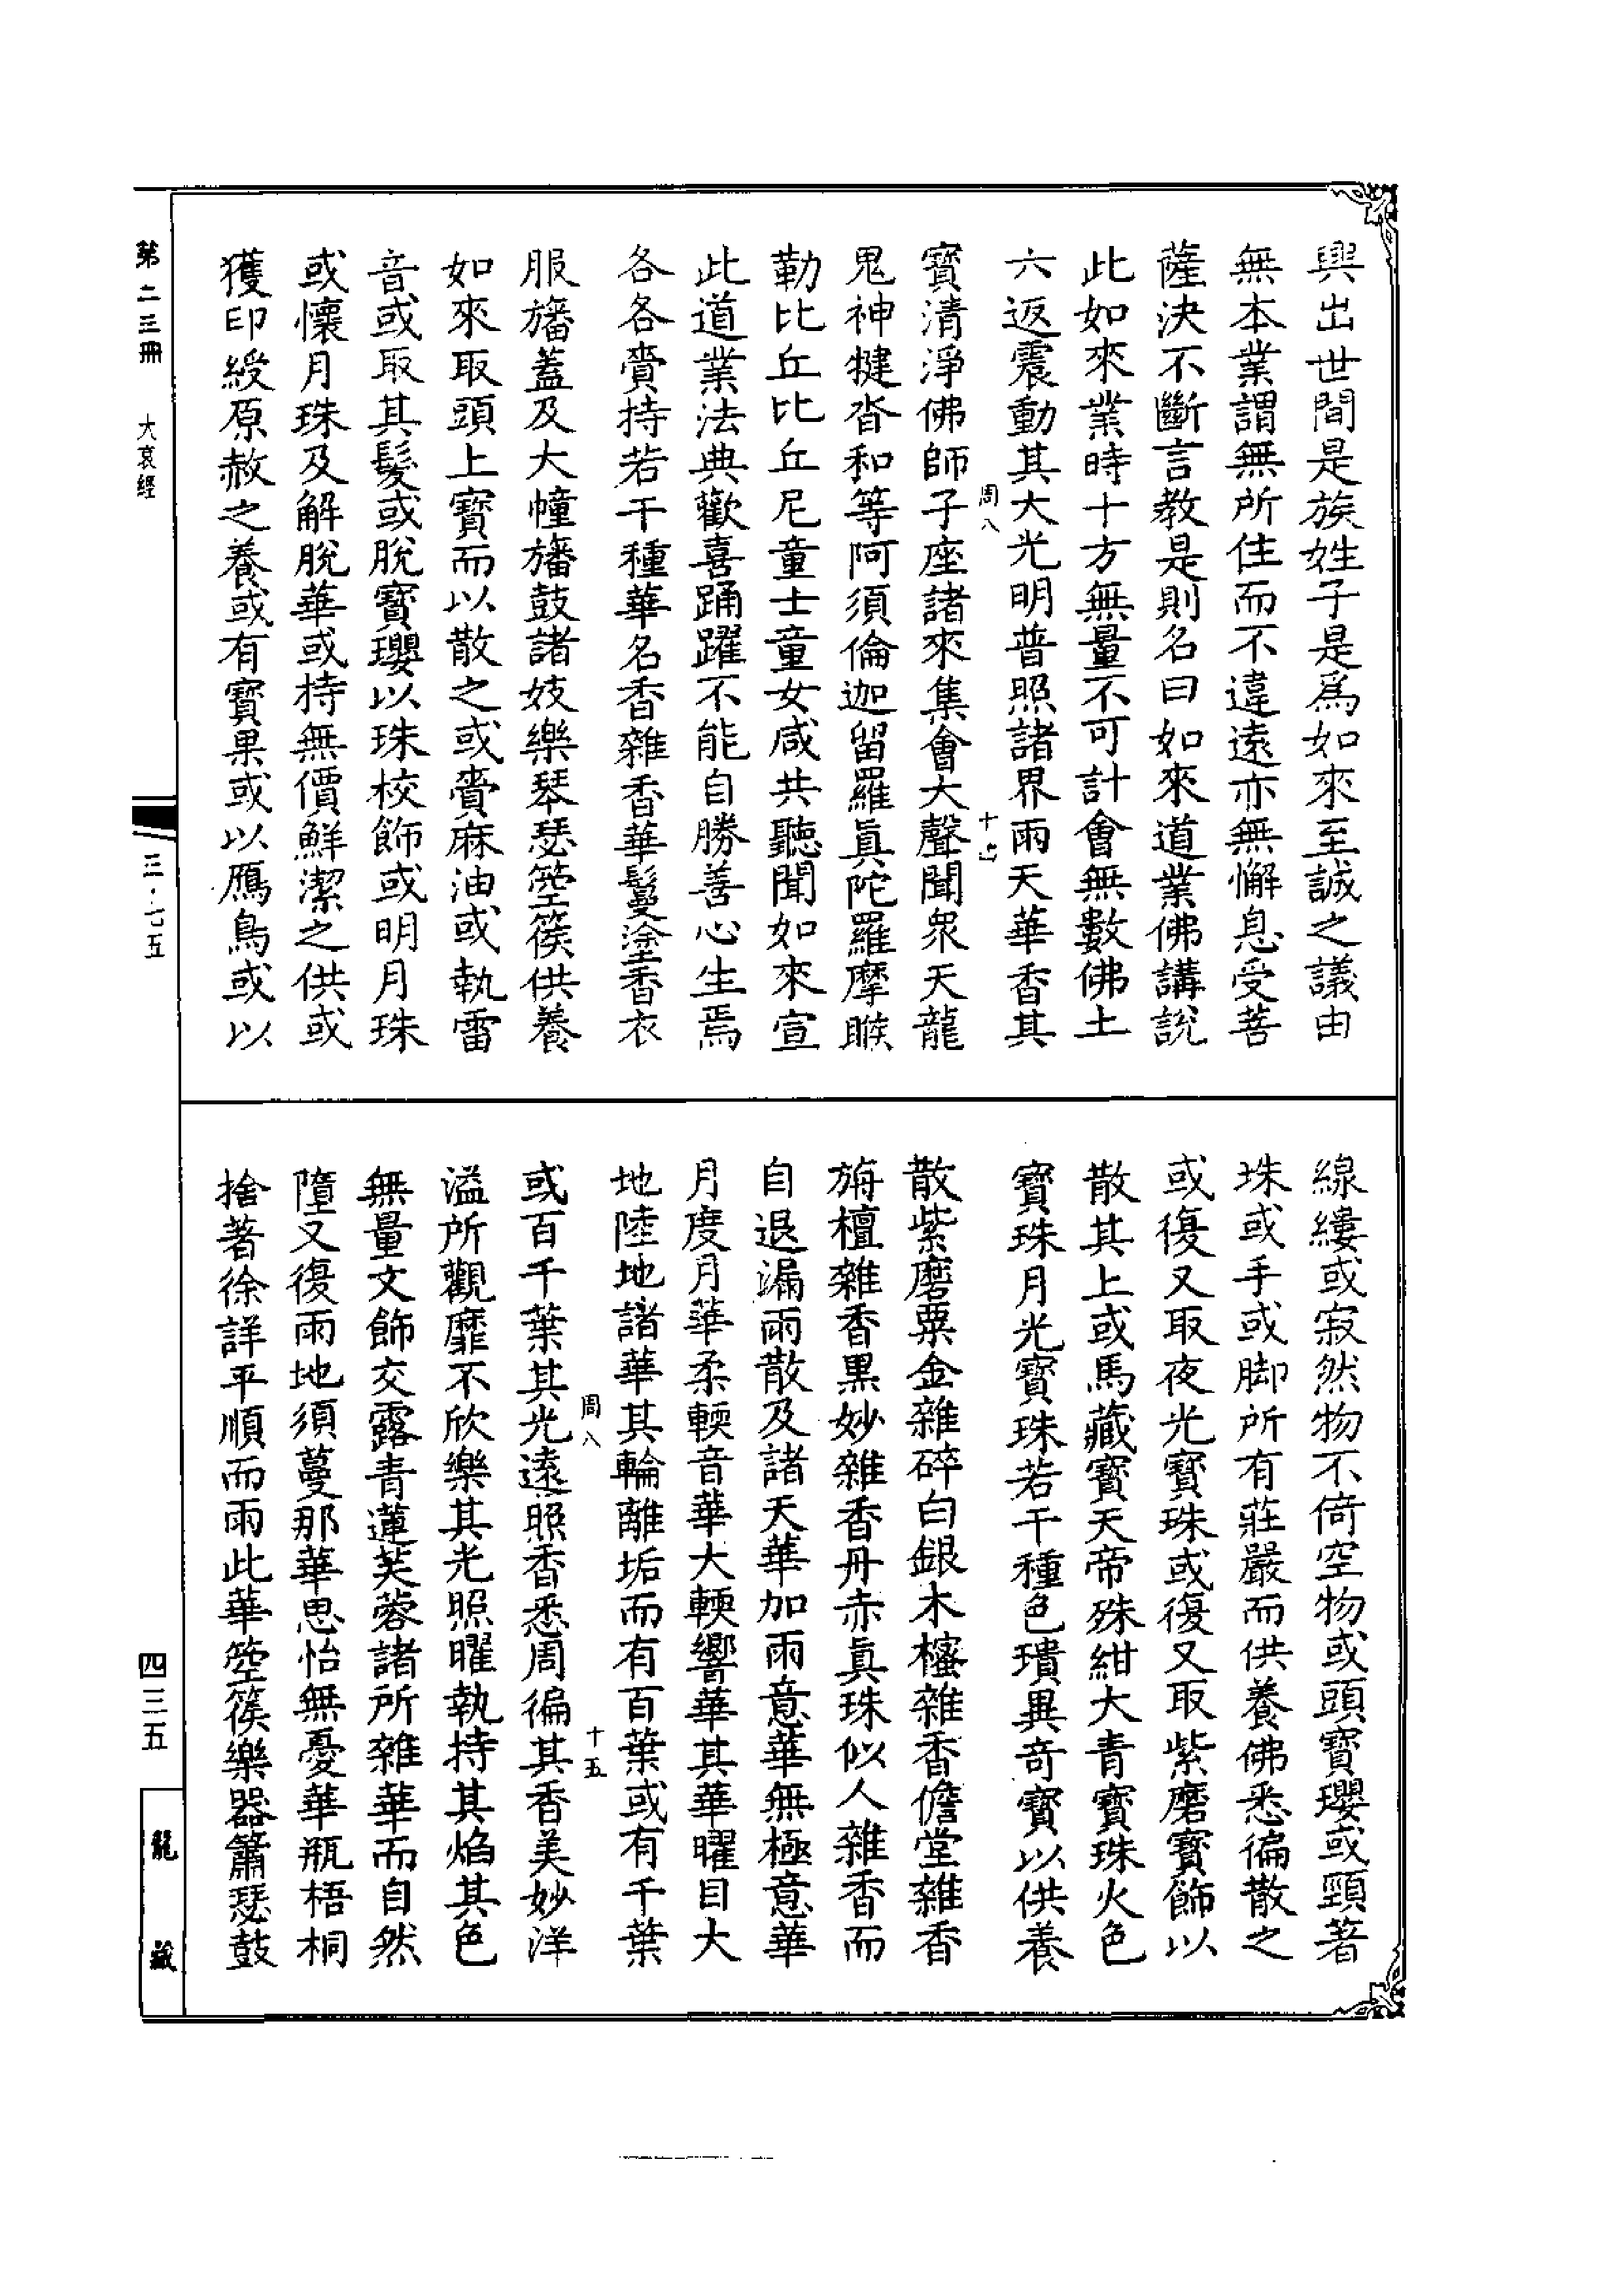 興出世間是族姓子是為如來至誠之議由
無本業謂無所住而不違遠亦無懈息受菩
薩決不斷言教是則名曰如來道業佛講說
此如來業時十方無量不可計會無數佛土
六返震動其大光明普照諸界雨天華香其
周八
十四
寶清淨佛師子座諸來集會大聲聞眾天龍
鬼神揵沓和等阿須倫迦留羅真陀羅摩睺
勒比丘比丘尼童士童女咸共聽聞如來宣
此道業法典歡喜踊躍不能自勝善心生焉
各各賷持若干種華名香雜香華鬘塗香衣
服旛蓋及大幢旛鼓諸妓樂琴瑟箜篌供養
如來取頭上寶而以散之或賷麻油或執雷
音或取其髮或脫寶瓔以珠校飾或明月珠
或懷月珠及解脫華或持無價鮮潔之供或
獲印綬原赦之養或有寶果或以鴈鳥或以
線縷或寂然物不倚空物或頭寶瓔或頸著
珠或手或脚所有莊嚴而供養佛悉徧散之
或復又取夜光寶珠或復又取紫磨寶飾以
散其上或馬藏寶天帝殊紺大青寶珠火色
寶珠月光寶珠若干種色瓌異奇寶以供養
散紫磨粟金雜碎白銀木櫁雜香儋堂雜香
旃檀雜香黑妙雜香丹赤真珠似人雜香而
自退漏雨散及諸天華加雨意華無極意華
月度月華柔輭音華大輭響華其華曜目大
地陸地諸華其輪離垢而有百葉或有千葉
周八
十五
或百千葉其光遠照香悉周徧其香美妙洋
溢所觀靡不欣樂其光照曜執持其焰其色
無量文飾交露青蓮芙蓉諸所雜華而自然
墮又復雨地須蔓那華思怡無憂華瓶梧桐
捨著徐詳平順而雨此華箜篌樂器簫瑟鼓
第二三冊
大哀經
三·七五
四三五
龍藏